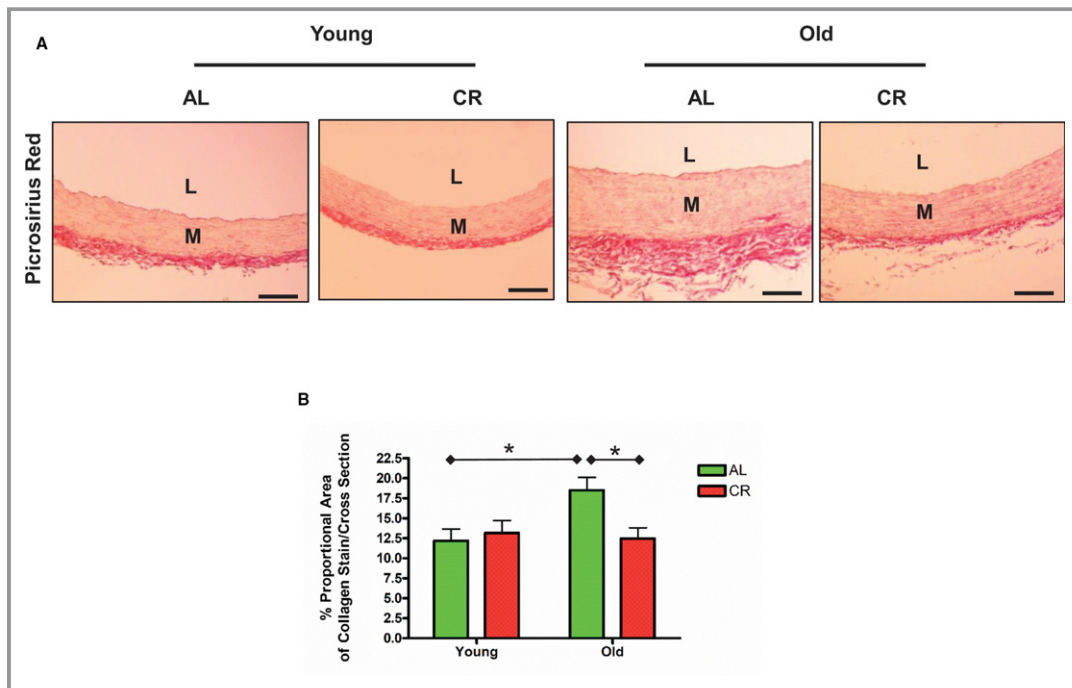 A
Young Old
AL CR AL CR
Picrosirius Red
L L L L
M M M M
B
% Proportional Area
of Collagen Stain/Cross Section
* *
22.5
20.0
17.5
15.0
12.5
10.0
7.5
5.0
2.5
0.0
Young Old
AL
CR